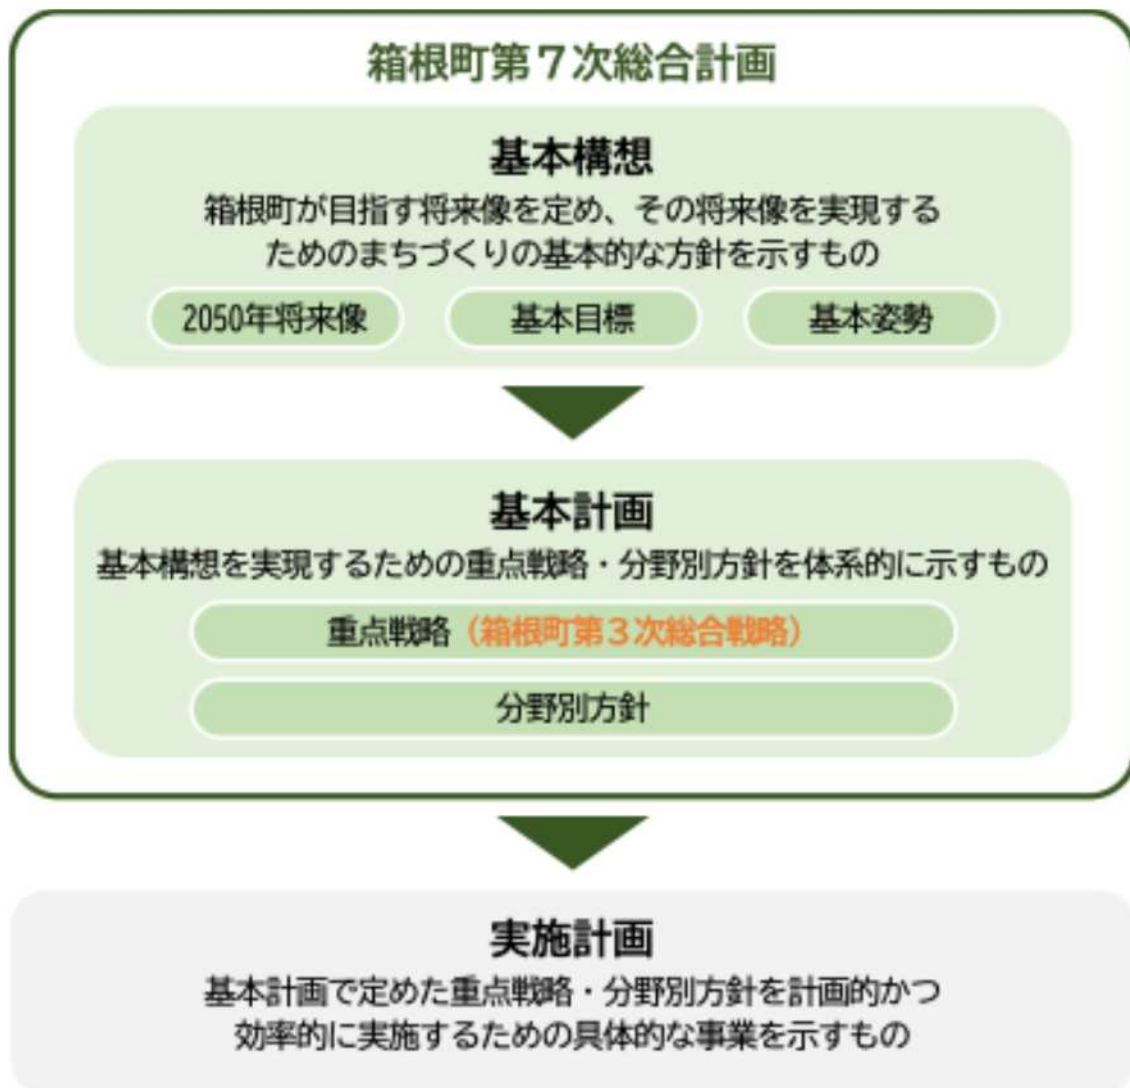 箱根町第７次総合計画
基本構想
箱根町が目指す将来像を定め、その将来像を実現する
ためのまちづくりの基本的な方針を示すもの
2050年将来像
基本目標
基本姿勢
基本計画
基本構想を実現するための重点戦略・分野別方針を体系的に示すもの
重点戦略（箱根町第３次総合戦略）
分野別方針
実施計画
基本計画で定めた重点戦略・分野別方針を計画的かつ
効率的に実施するための具体的な事業を示すもの